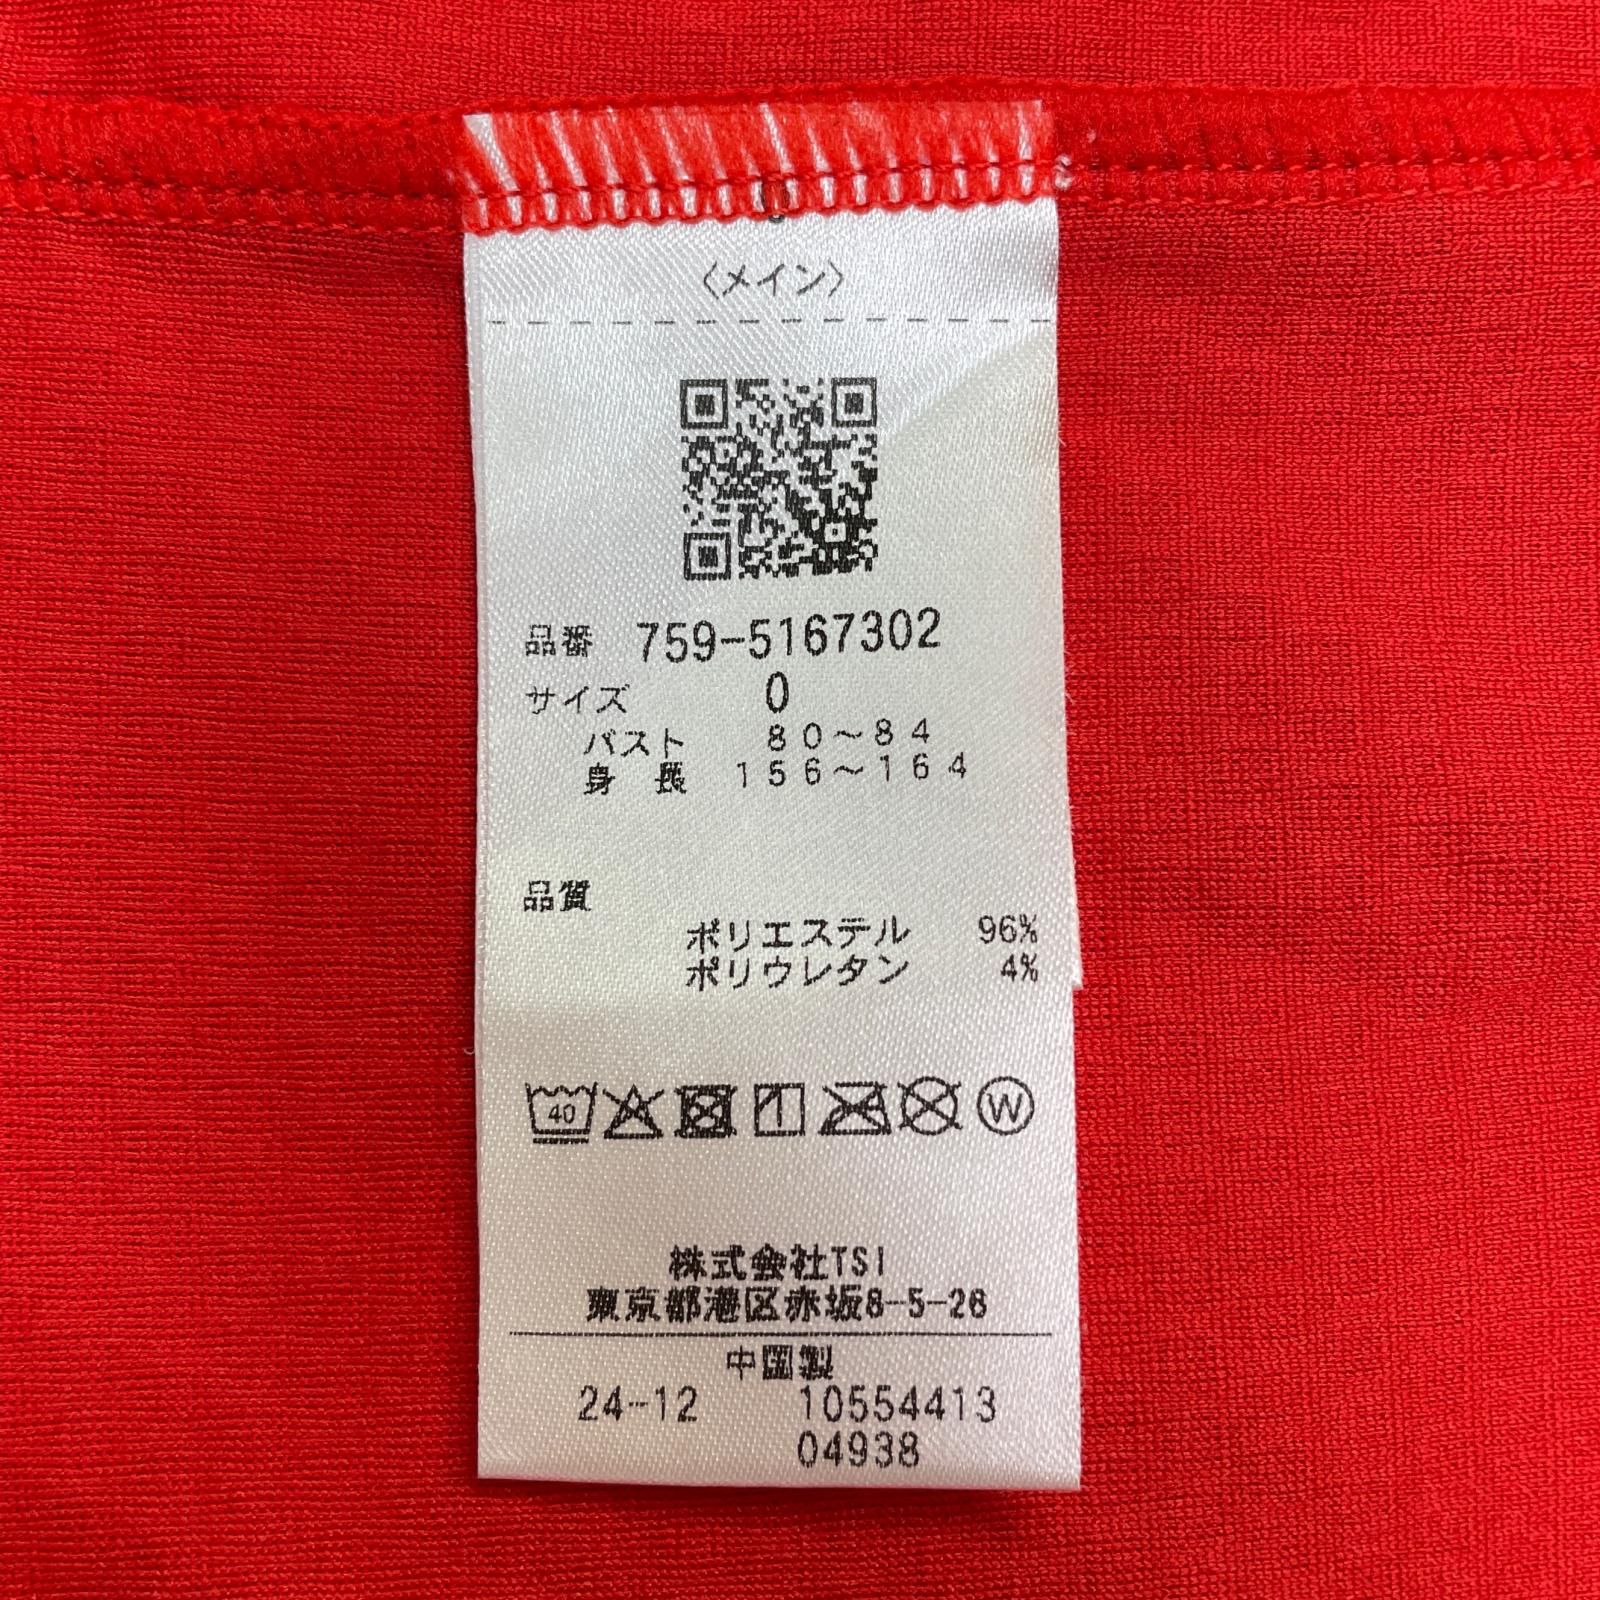 〈メイン〉
品番 759-5167302
サイズ 0
バスト 80～84
身長 156～164
品質
ポリエステル 96%
ポリウレタン 4%
40 W
株式会社TSI
東京都港区赤坂8-5-26
中国製
24-12 10554413
04938